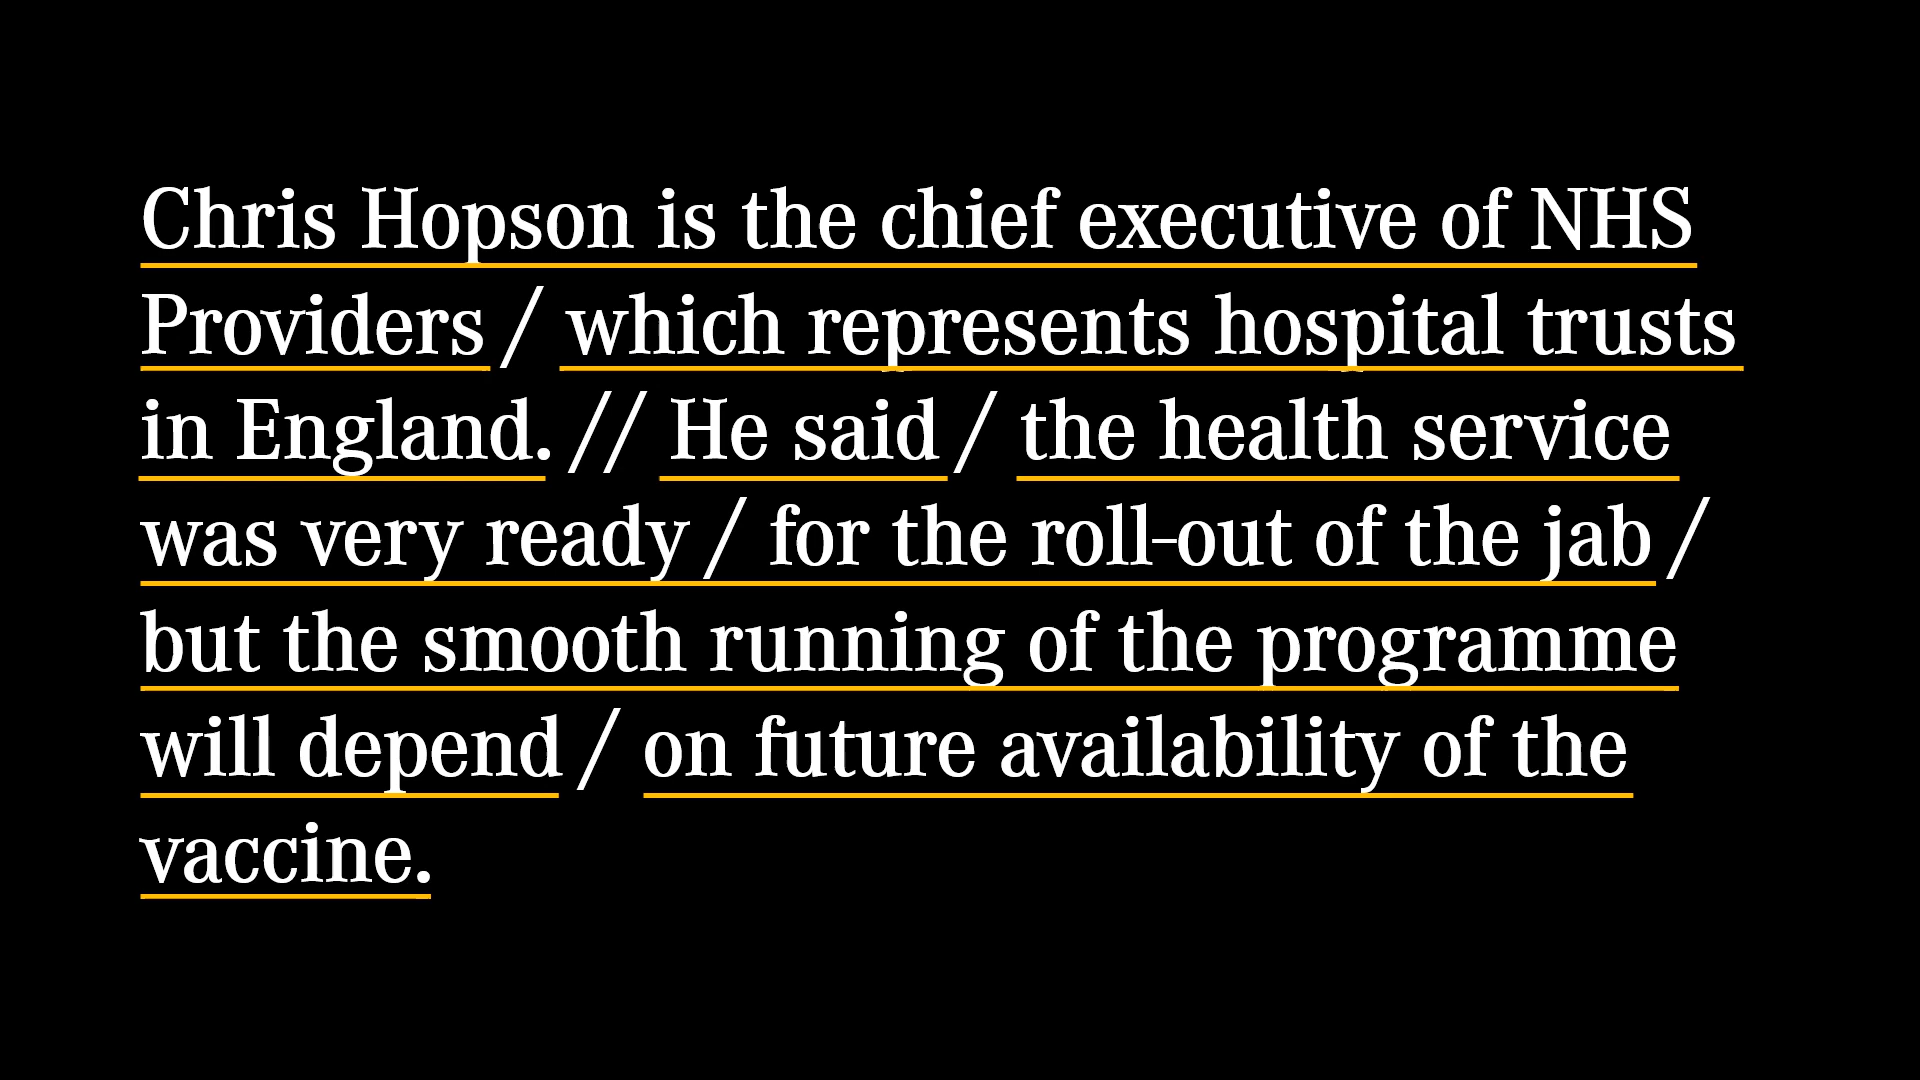 Chris Hopson is the chief executive of NHS
Providers / which represents hospital trusts
in England. // He said / the health service
was very ready / for the roll-out of the jab /
but the smooth running of the programme
will depend / on future availability of the
vaccine.